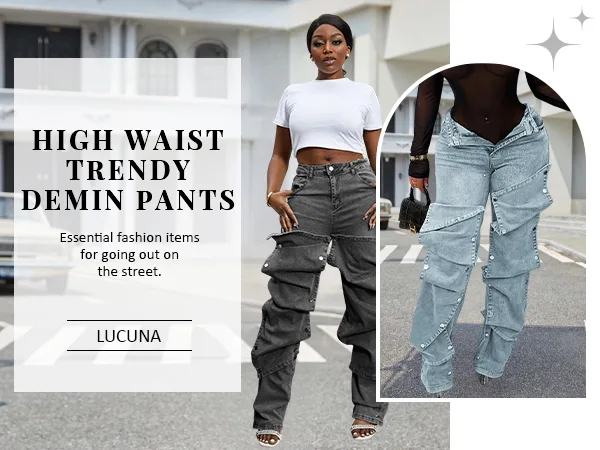 HIGH WAIST
TRENDY
DEMIN PANTS
Essential fashion items
for going out on
the street.
LUCUNA